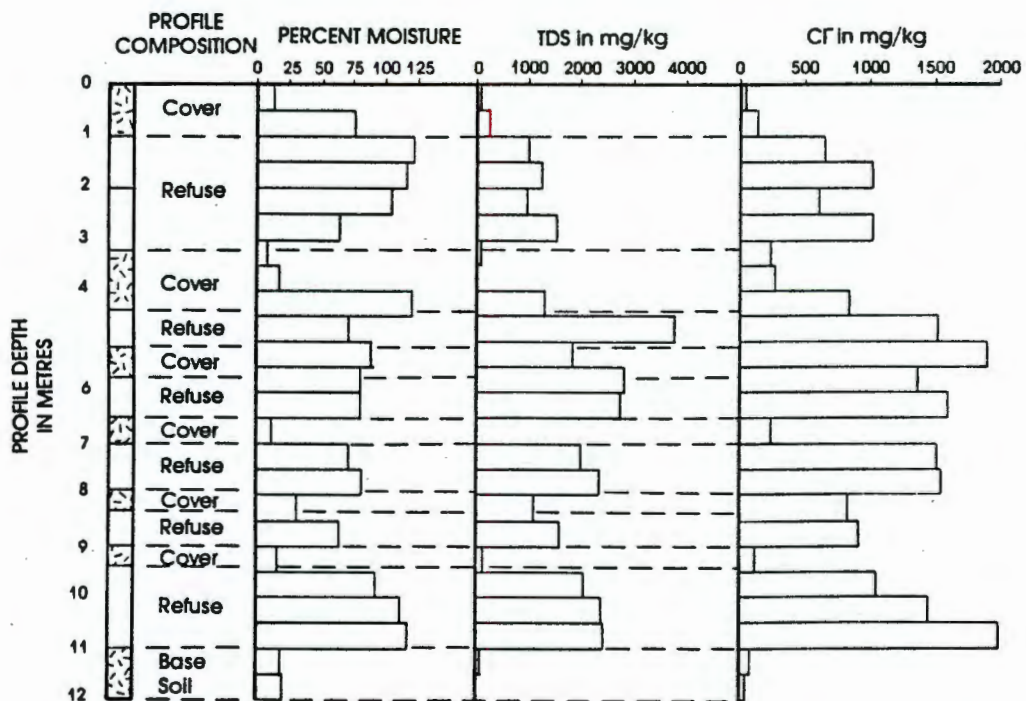 PROFILE
COMPOSITION
PERCENT MOISTURE
TDS in mg/kg
Cl⁻ in mg/kg
0 25 50 75 100 125
0 1000 2000 3000 4000
0 500 1000 1500 2000
PROFILE DEPTH
IN METRES
0
Cover
1
2
Refuse
3
4
Cover
Refuse
Cover
6
Refuse
Cover
7
Refuse
8
Cover
Refuse
9
Cover
10
Refuse
11
Base
Soil
12